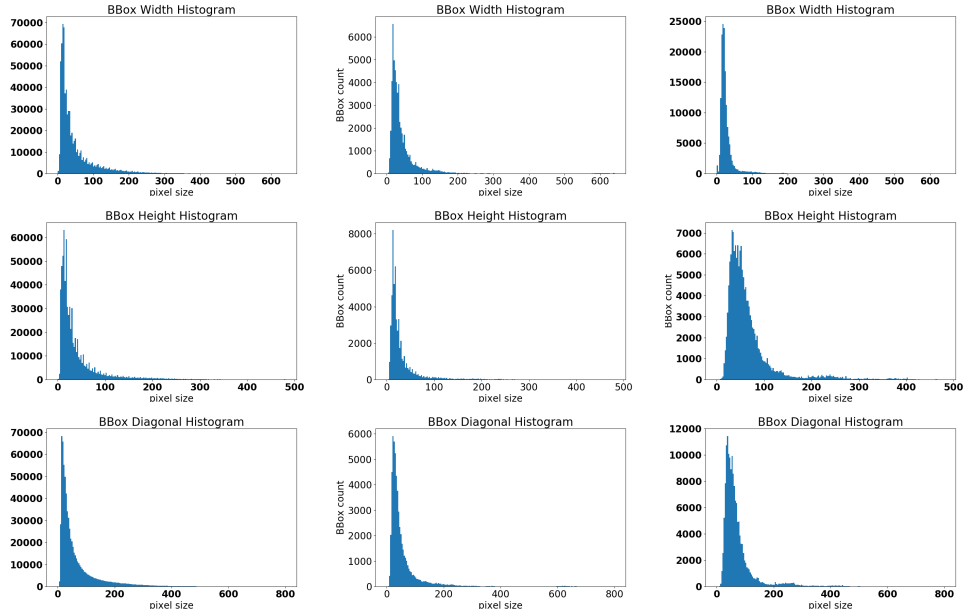 BBox Width Histogram
70000
60000
50000
40000
30000
20000
10000
0
0 100 200 300 400 500 600
pixel size
BBox Width Histogram
BBox count
6000
5000
4000
3000
2000
1000
0
0 100 200 300 400 500 600
pixel size
BBox Width Histogram
25000
20000
15000
10000
5000
0
0 100 200 300 400 500 600
pixel size
BBox Height Histogram
60000
50000
40000
30000
20000
10000
0
0 100 200 300 400 500
pixel size
BBox Height Histogram
BBox count
8000
6000
4000
2000
0
0 100 200 300 400 500
pixel size
BBox Height Histogram
BBox count
7000
6000
5000
4000
3000
2000
1000
0
0 100 200 300 400 500
pixel size
BBox Diagonal Histogram
70000
60000
50000
40000
30000
20000
10000
0
0 200 400 600 800
pixel size
BBox Diagonal Histogram
BBox count
6000
5000
4000
3000
2000
1000
0
0 200 400 600 800
pixel size
BBox Diagonal Histogram
12000
10000
8000
6000
4000
2000
0
0 200 400 600 800
pixel size